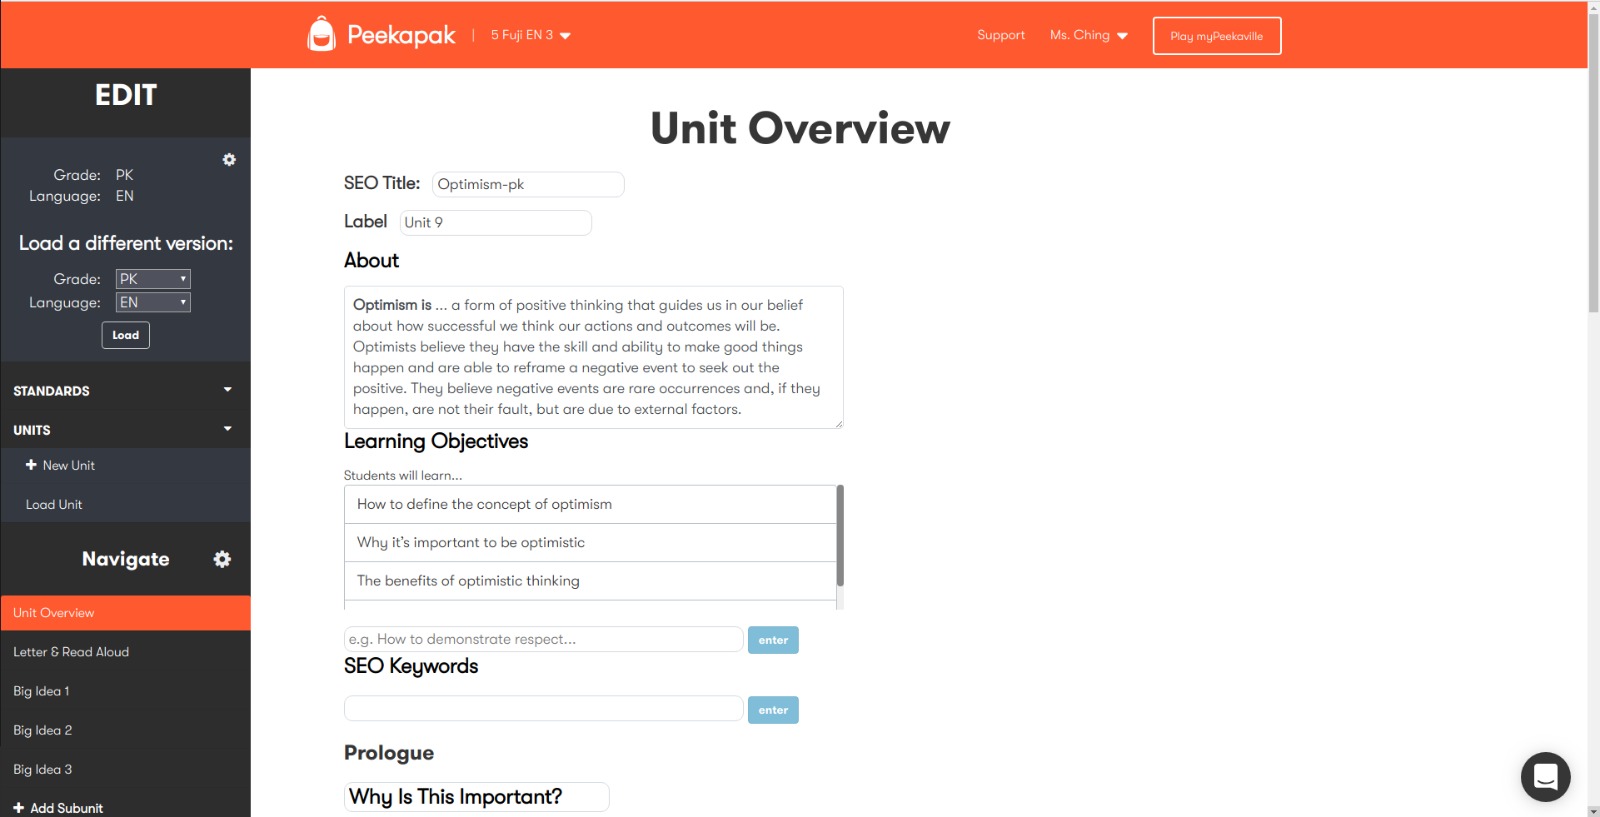 Peekapak | 5 Fuji EN 3
Support Ms. Ching Play myPeekaville
EDIT
Grade: PK
Language: EN
Load a different version:
Grade: PK
Language: EN
Load
STANDARDS
UNITS
New Unit
Load Unit
Navigate
Unit Overview
Letter & Read Aloud
Big Idea 1
Big Idea 2
Big Idea 3
Add Subunit
Unit Overview
SEO Title: Optimism-pk
Label Unit 9
About
Optimism is ... a form of positive thinking that guides us in our belief
about how successful we think our actions and outcomes will be.
Optimists believe they have the skill and ability to make good things
happen and are able to reframe a negative event to seek out the
positive. They believe negative events are rare occurrences and, if they
happen, are not their fault, but are due to external factors.
Learning Objectives
Students will learn...
How to define the concept of optimism
Why it's important to be optimistic
The benefits of optimistic thinking
e.g. How to demonstrate respect... enter
SEO Keywords
enter
Prologue
Why Is This Important?